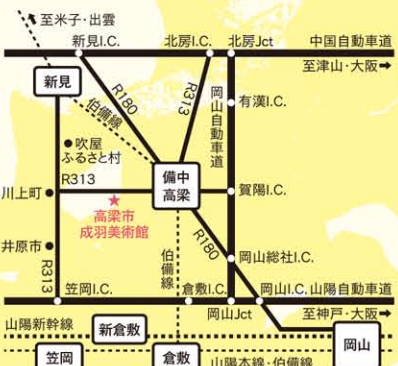 至米子・出雲
新見I.C.
北房I.C.
北房Jct
中国自動車道
至津山・大阪
新見
R180
伯備線
R313
岡山自動車道
有漢I.C.
吹屋
ふるさと村
R313
備中
高梁
川上町
高梁市
成羽美術館
賀陽I.C.
井原市
R313
伯備線
R180
岡山総社I.C.
笠岡I.C.
倉敷I.C.
岡山I.C.
山陽自動車道
岡山Jct
至神戸・大阪
山陽新幹線
新倉敷
岡山
笠岡
倉敷
山陽本線・伯備線